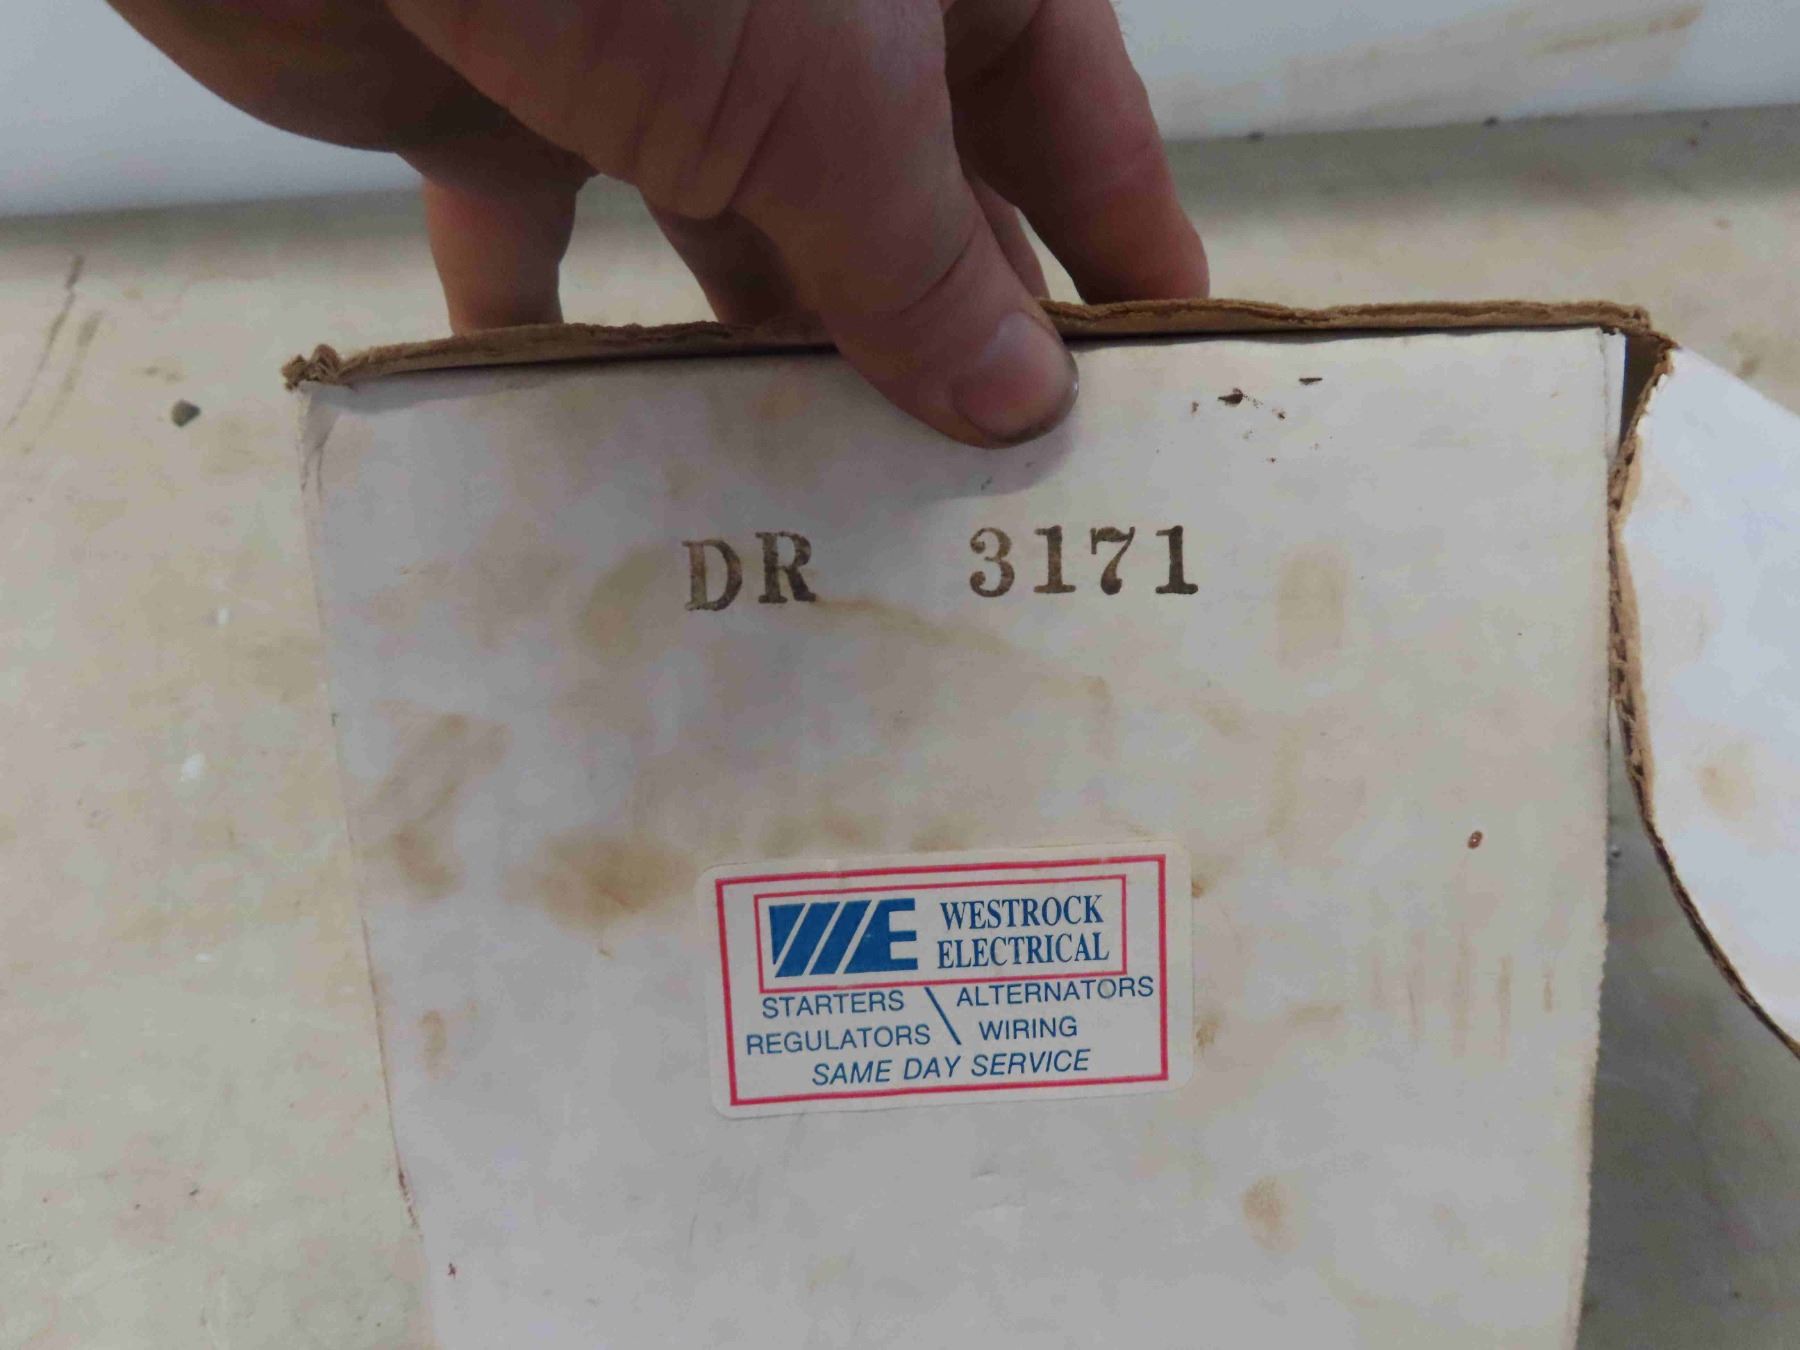 DR 3171
WE WESTROCK
ELECTRICAL
STARTERS \ ALTERNATORS
REGULATORS \ WIRING
SAME DAY SERVICE